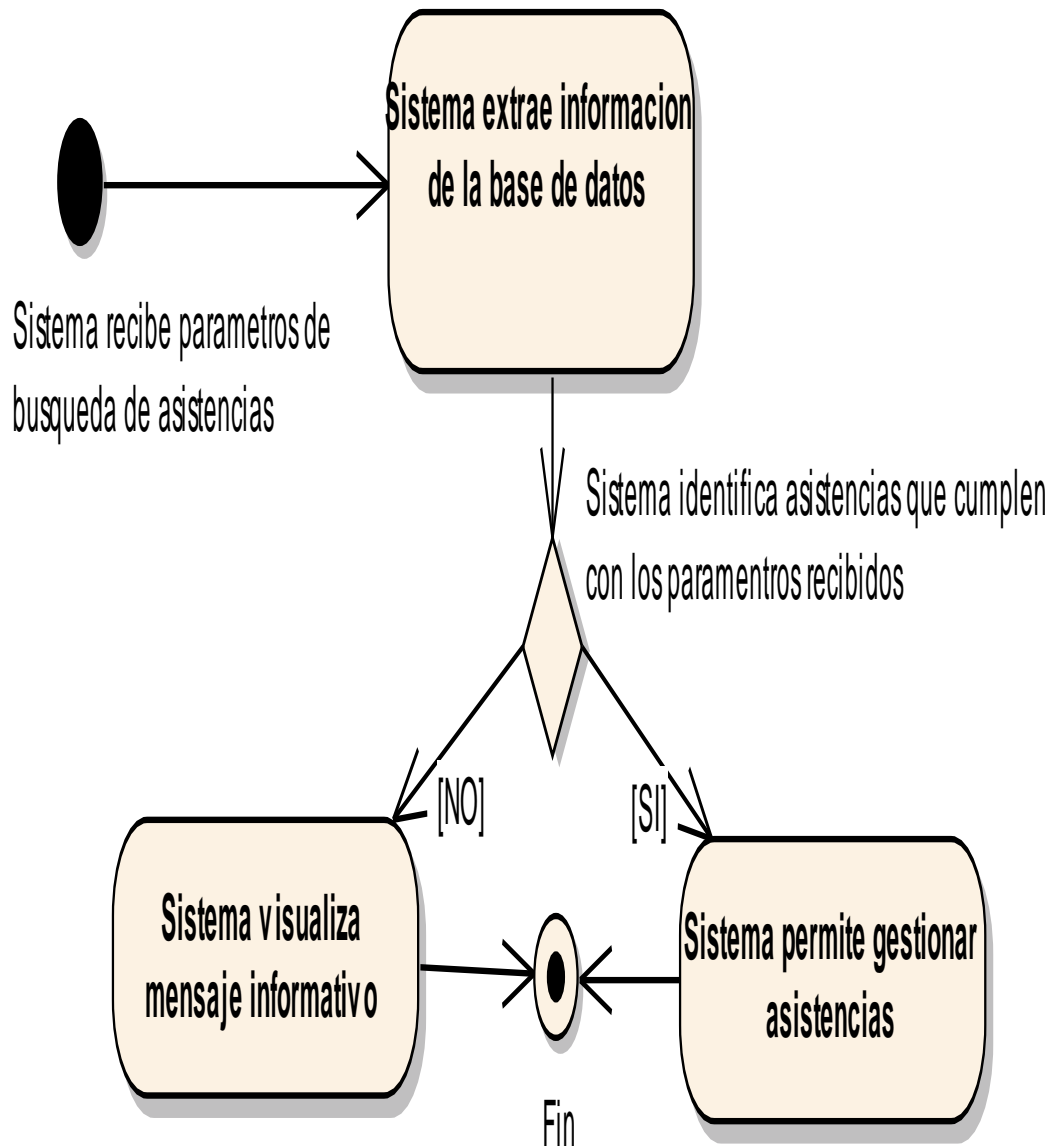 Sistema extrae informacion
de la base de datos
Sistema recibe parametros de
busqueda de asistencias
Sistema identifica asistencias que cumplen
con los paramentros recibidos
[NO]
[SI]
Sistema visualiza
mensaje informativo
Sistema permite gestionar
asistencias
Fin